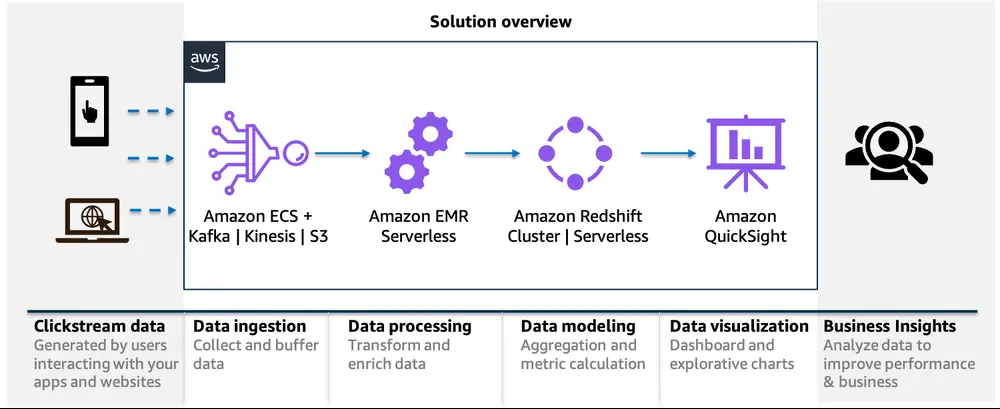 Solution overview
aws
Amazon ECS +
Kafka | Kinesis | S3
Amazon EMR
Serverless
Amazon Redshift
Cluster | Serverless
Amazon
QuickSight
Clickstream data
Generated by users
interacting with your
apps and websites
Data ingestion
Collect and buffer
data
Data processing
Transform and
enrich data
Data modeling
Aggregation and
metric calculation
Data visualization
Dashboard and
explorative charts
Business Insights
Analyze data to
improve performance
& business